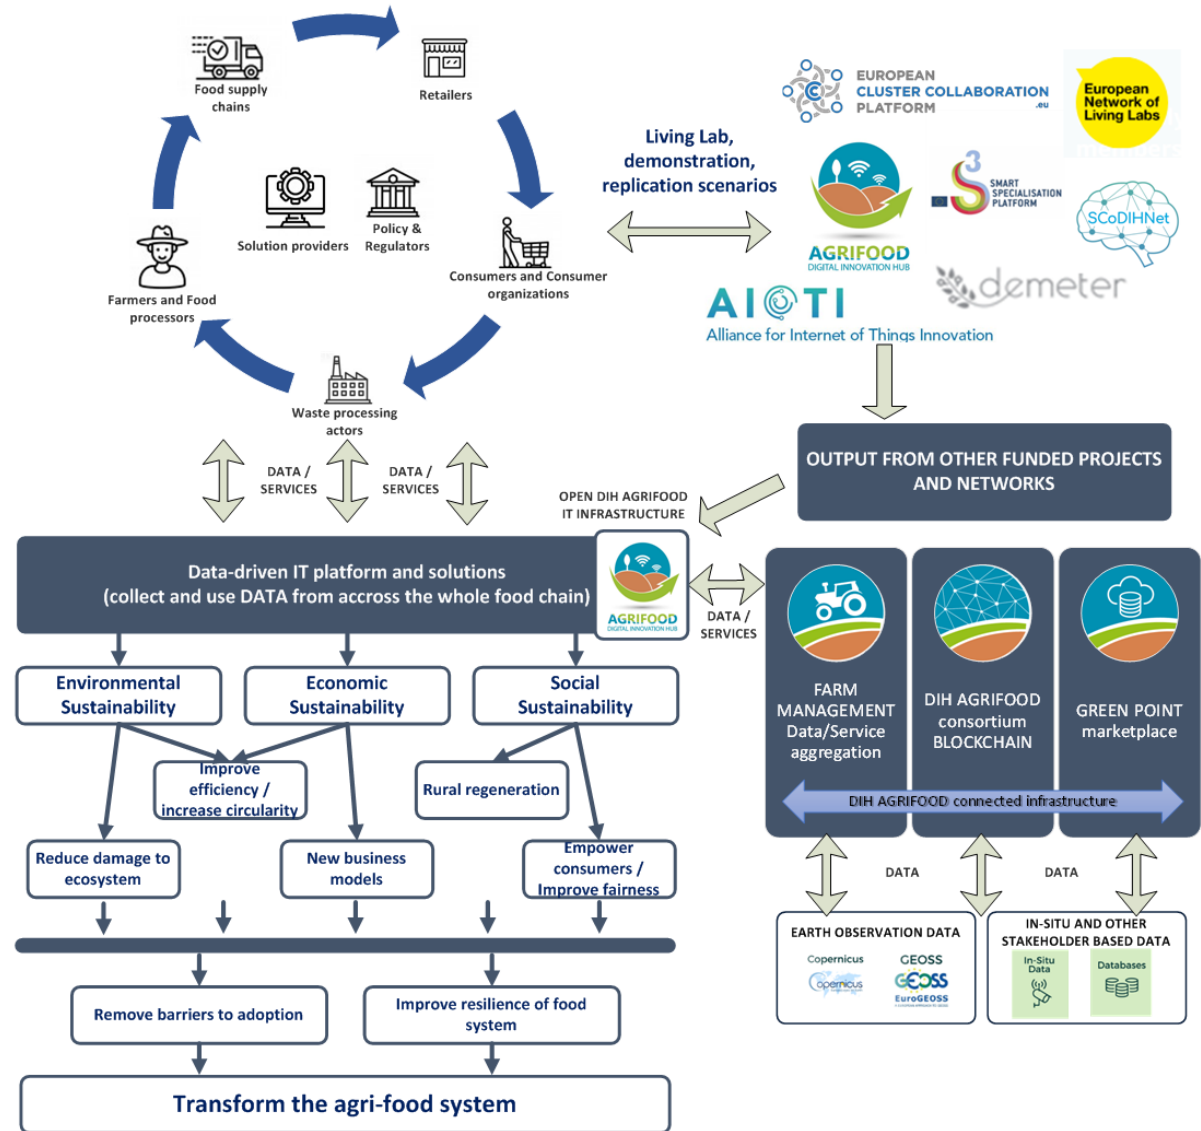 Food supply
chains
Retailers
Solution providers
Policy &
Regulators
Farmers and Food
processors
Consumers and Consumer
organizations
Waste processing
actors
Living Lab,
demonstration,
replication scenarios
EUROPEAN
CLUSTER COLLABORATION
PLATFORM
.eu
European
Network of
Living Labs
AGRIFOOD
DIGITAL INNOVATION HUB
S3
SMART
SPECIALISATION
PLATFORM
SCoDIHNet
demeter
AIOTI
Alliance for Internet of Things Innovation
DATA /
SERVICES
DATA /
SERVICES
OUTPUT FROM OTHER FUNDED PROJECTS
AND NETWORKS
OPEN DIH AGRIFOOD
IT INFRASTRUCTURE
Data-driven IT platform and solutions
(collect and use DATA from accross the whole food chain)
AGRIFOOD
DIGITAL INNOVATION HUB
DATA /
SERVICES
FARM
MANAGEMENT
Data/Service
aggregation
DIH AGRIFOOD
consortium
BLOCKCHAIN
GREEN POINT
marketplace
DIH AGRIFOOD connected infrastructure
Environmental
Sustainability
Economic
Sustainability
Social
Sustainability
Improve
efficiency /
increase circularity
Rural regeneration
Reduce damage to
ecosystem
New business
models
Empower
consumers /
Improve fairness
DATA
DATA
EARTH OBSERVATION DATA
Copernicus
Copernicus
GEOSS
GEOSS
EuroGEOSS
IN-SITU AND OTHER
STAKEHOLDER BASED DATA
In-Situ
Data
Databases
Remove barriers to adoption
Improve resilience of food
system
Transform the agri-food system